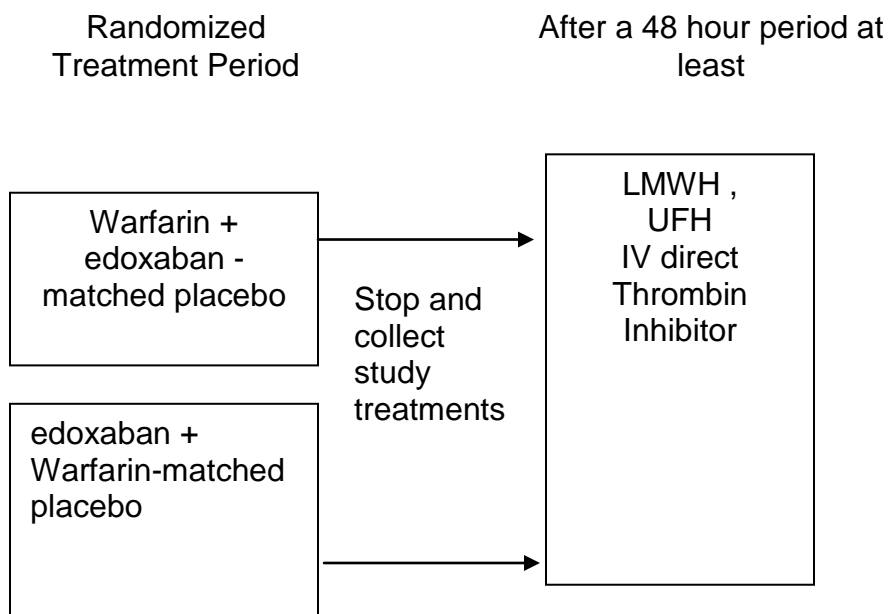 Randomized
Treatment Period
After a 48 hour period at
least
Warfarin +
edoxaban -
matched placebo
Stop and
collect
study
treatments
edoxaban +
Warfarin-matched
placebo
LMWH ,
UFH
IV direct
Thrombin
Inhibitor